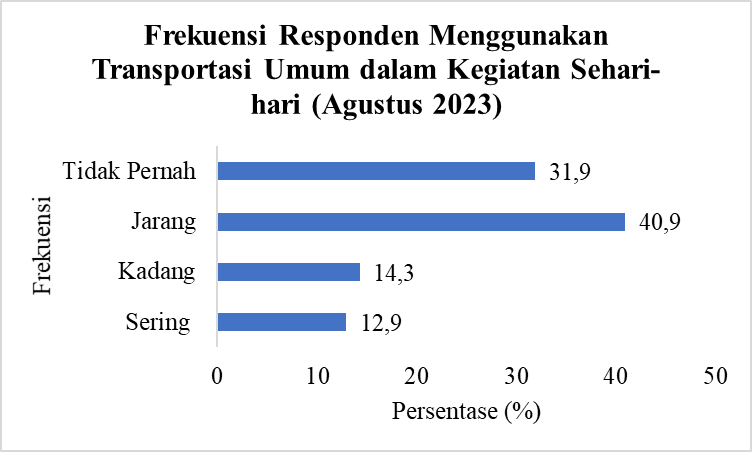 Frekuensi Responden Menggunakan
Transportasi Umum dalam Kegiatan Sehari-
hari (Agustus 2023)
Frekuensi
Tidak Pernah 31,9
Jarang 40,9
Kadang 14,3
Sering 12,9
0 10 20 30 40 50
Persentase (%)